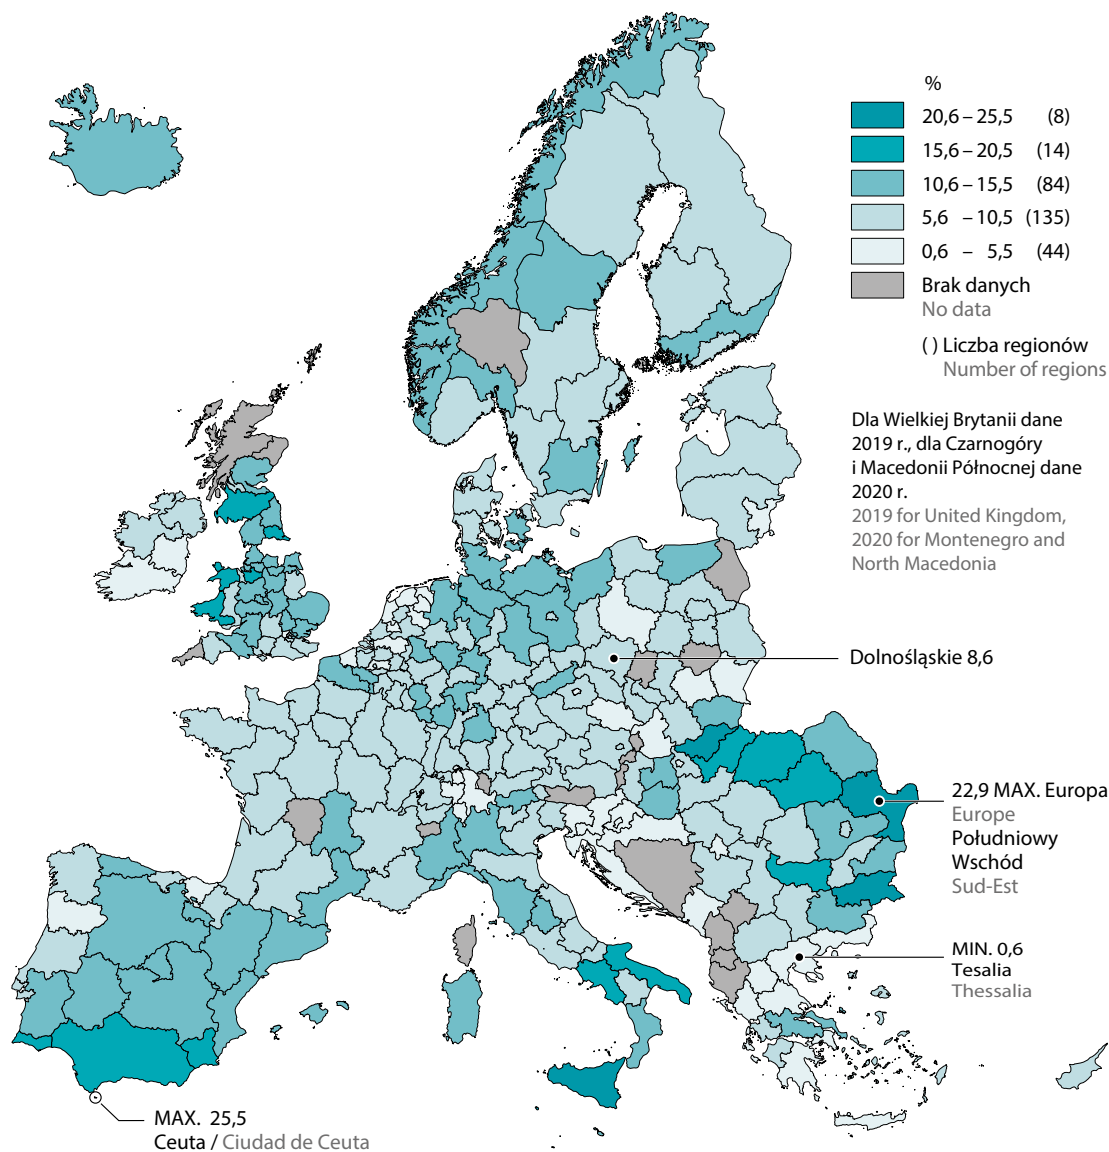 %
20,6 – 25,5 (8)
15,6 – 20,5 (14)
10,6 – 15,5 (84)
5,6 – 10,5 (135)
0,6 – 5,5 (44)
Brak danych
No data
( ) Liczba regionów
Number of regions
Dla Wielkiej Brytanii dane
2019 r., dla Czarnogóry
i Macedonii Północnej dane
2020 r.
2019 for United Kingdom,
2020 for Montenegro and
North Macedonia
Dolnośląskie 8,6
22,9 MAX. Europa
Europe
Południowy
Wschód
Sud-Est
MIN. 0,6
Tesalia
Thessalia
MAX. 25,5
Ceuta / Ciudad de Ceuta